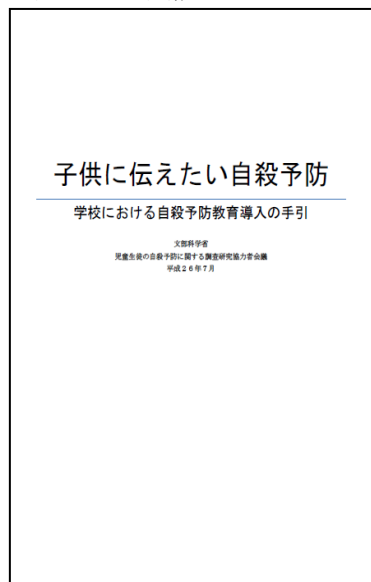 子供に伝えたい自殺予防
学校における自殺予防教育導入の手引
文部科学省
児童生徒の自殺予防に関する調査研究協力者会議
平成２６年７月